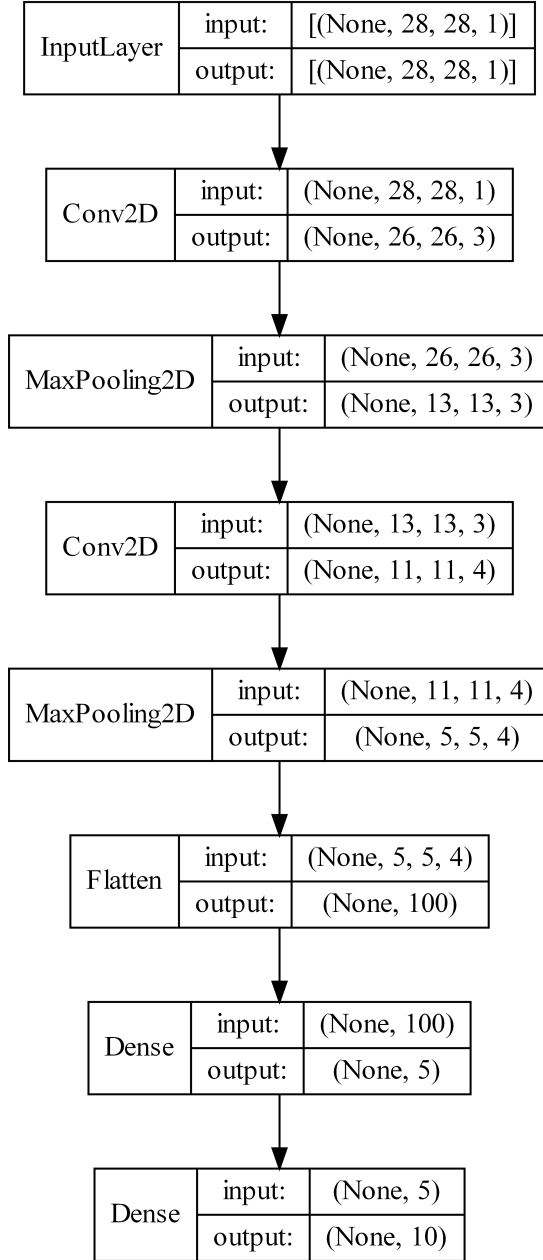 InputLayer
input: [(None, 28, 28, 1)]
output: [(None, 28, 28, 1)]
Conv2D
input: (None, 28, 28, 1)
output: (None, 26, 26, 3)
MaxPooling2D
input: (None, 26, 26, 3)
output: (None, 13, 13, 3)
Conv2D
input: (None, 13, 13, 3)
output: (None, 11, 11, 4)
MaxPooling2D
input: (None, 11, 11, 4)
output: (None, 5, 5, 4)
Flatten
input: (None, 5, 5, 4)
output: (None, 100)
Dense
input: (None, 100)
output: (None, 5)
Dense
input: (None, 5)
output: (None, 10)